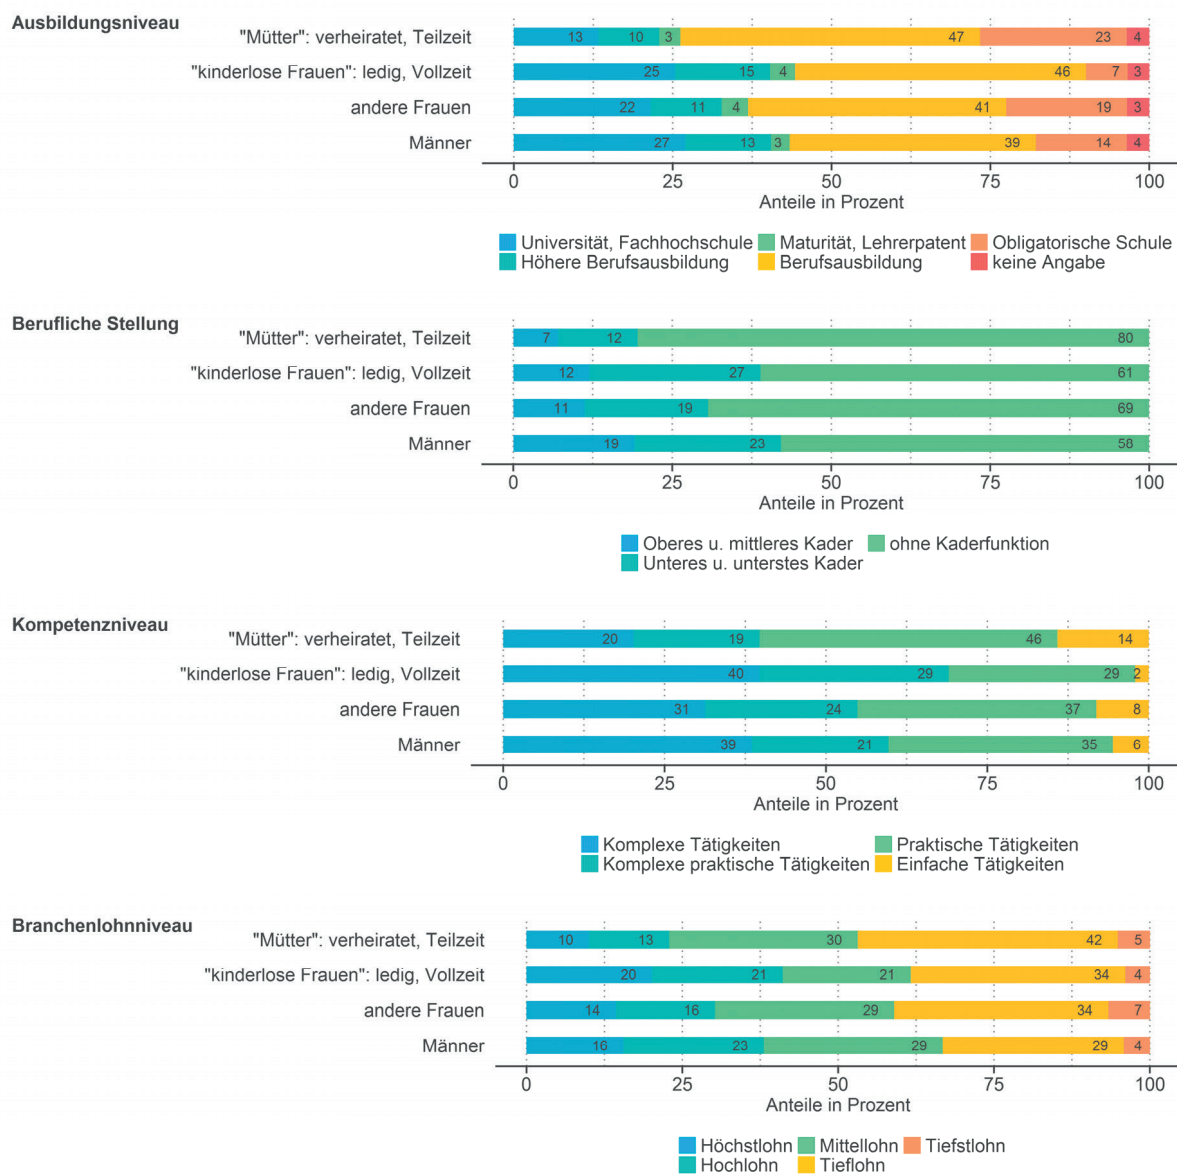 Ausbildungsniveau
"Mütter": verheiratet, Teilzeit 13 10 3 47 23 4
"kinderlose Frauen": ledig, Vollzeit 25 15 4 46 7 3
andere Frauen 22 11 4 41 19 3
Männer 27 13 3 39 14 4
0 25 50 75 100
Anteile in Prozent
Universität, Fachhochschule Maturität, Lehrerpatent Obligatorische Schule
Höhere Berufsausbildung Berufsausbildung keine Angabe
Berufliche Stellung
"Mütter": verheiratet, Teilzeit 7 12 80
"kinderlose Frauen": ledig, Vollzeit 12 27 61
andere Frauen 11 19 69
Männer 19 23 58
0 25 50 75 100
Anteile in Prozent
Oberes u. mittleres Kader ohne Kaderfunktion
Unteres u. unterstes Kader
Kompetenzniveau
"Mütter": verheiratet, Teilzeit 20 19 46 14
"kinderlose Frauen": ledig, Vollzeit 40 29 29 2
andere Frauen 31 24 37 8
Männer 39 21 35 6
0 25 50 75 100
Anteile in Prozent
Komplexe Tätigkeiten Praktische Tätigkeiten
Komplexe praktische Tätigkeiten Einfache Tätigkeiten
Branchenlohnniveau
"Mütter": verheiratet, Teilzeit 10 13 30 42 5
"kinderlose Frauen": ledig, Vollzeit 20 21 21 34 4
andere Frauen 14 16 29 34 7
Männer 16 23 29 29 4
0 25 50 75 100
Anteile in Prozent
Höchstlohn Mittellohn Tiefstlohn
Hochlohn Tieflohn